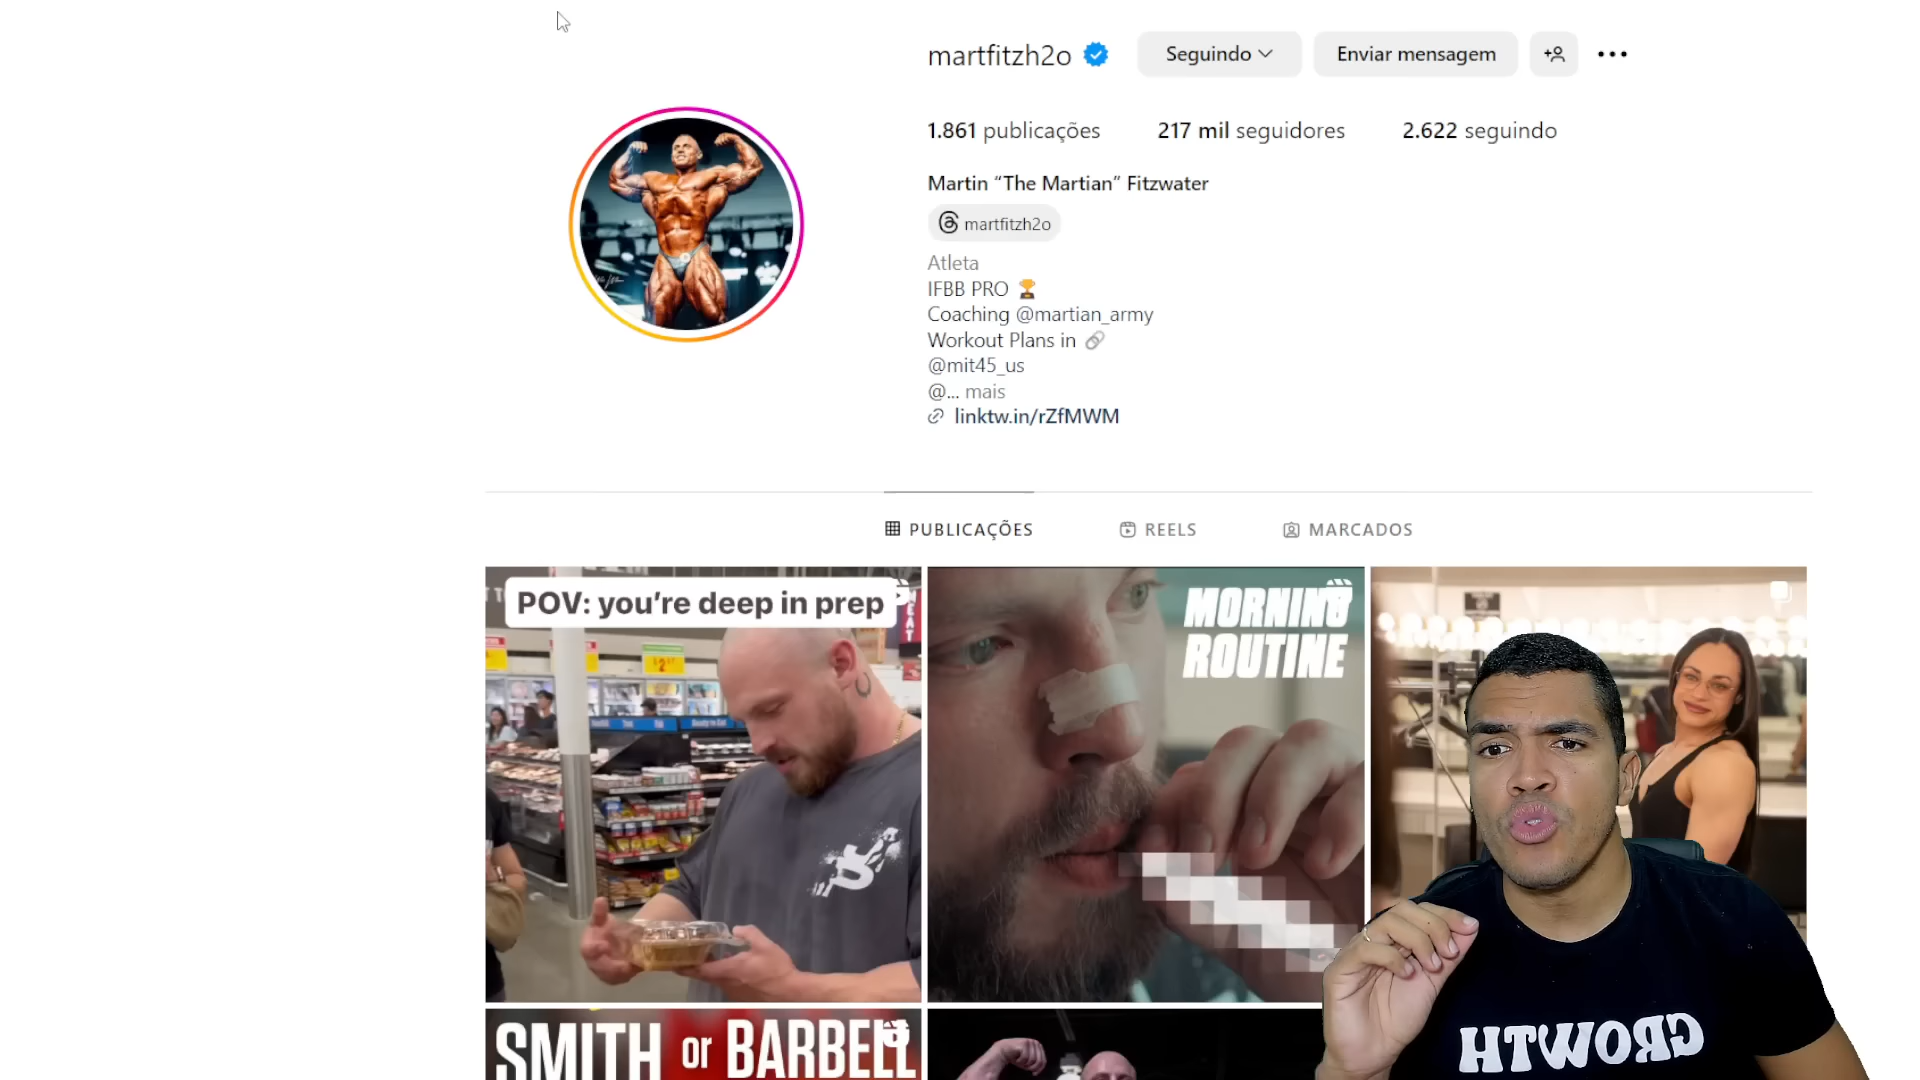 martfitzh2o
Seguindo
Enviar mensagem
1.861 publicações
217 mil seguidores
2.622 seguindo
Martin “The Martian” Fitzwater
martfitzh2o
Atleta
IFBB PRO 🏆
Coaching @martian_army
Workout Plans in 🔗
@mit45_us
@... mais
linktw.in/rZfMWM
PUBLICAÇÕES
REELS
MARCADOS
POV: you’re deep in prep
MORNING
ROUTINE
SMITH or BARBELL
GROWTH